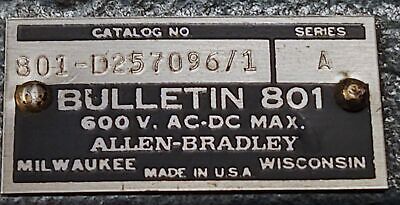 CATALOG NO SERIES
801-D257096/1 A
BULLETIN 801
600 V. AC-DC MAX.
ALLEN-BRADLEY
MILWAUKEE WISCONSIN
MADE IN U.S.A